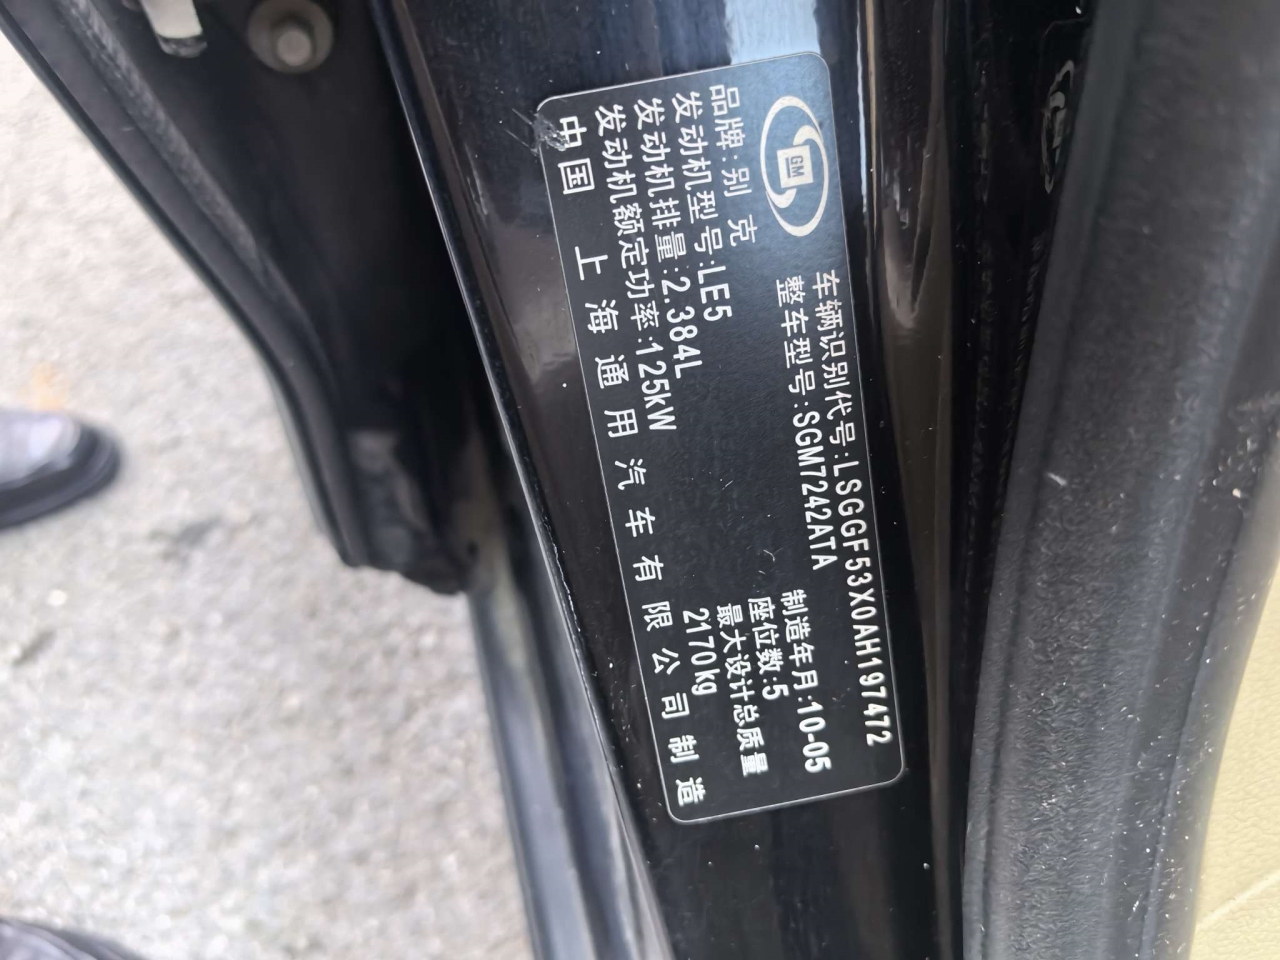 GM
车辆识别代号:LSGGF53X0AH197472
整车型号:SGM7242ATA
品牌:别克
制造年月:10-05
发动机型号:LE5
座位数:5
发动机排量:2.384L
最大设计总质量
发动机额定功率:125kW
2170kg
中国 上海通用汽车有限公司制造